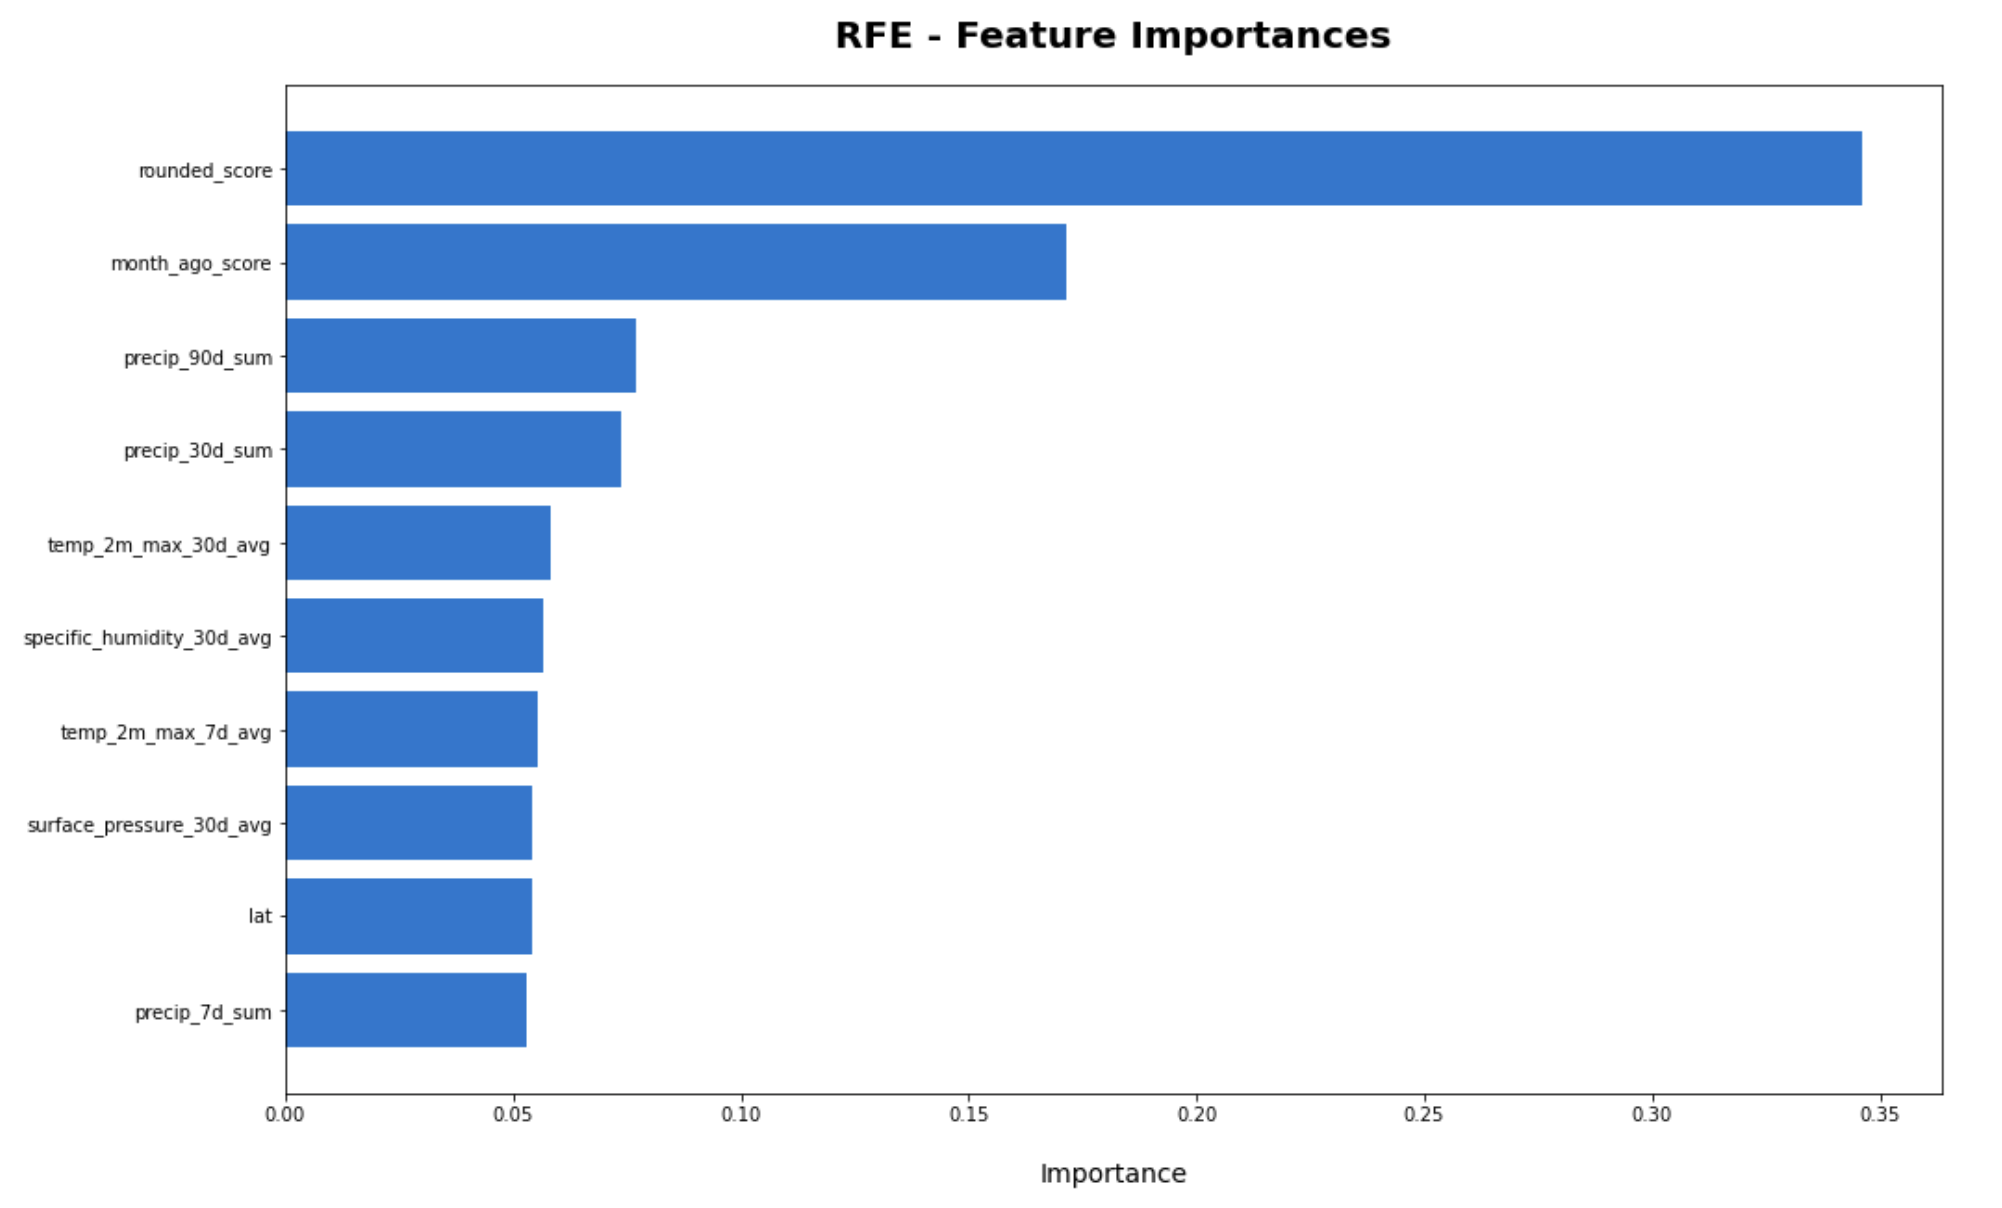 RFE - Feature Importances
rounded_score
month_ago_score
precip_90d_sum
precip_30d_sum
temp_2m_max_30d_avg
specific_humidity_30d_avg
temp_2m_max_7d_avg
surface_pressure_30d_avg
lat
precip_7d_sum
0.00 0.05 0.10 0.15 0.20 0.25 0.30 0.35
Importance